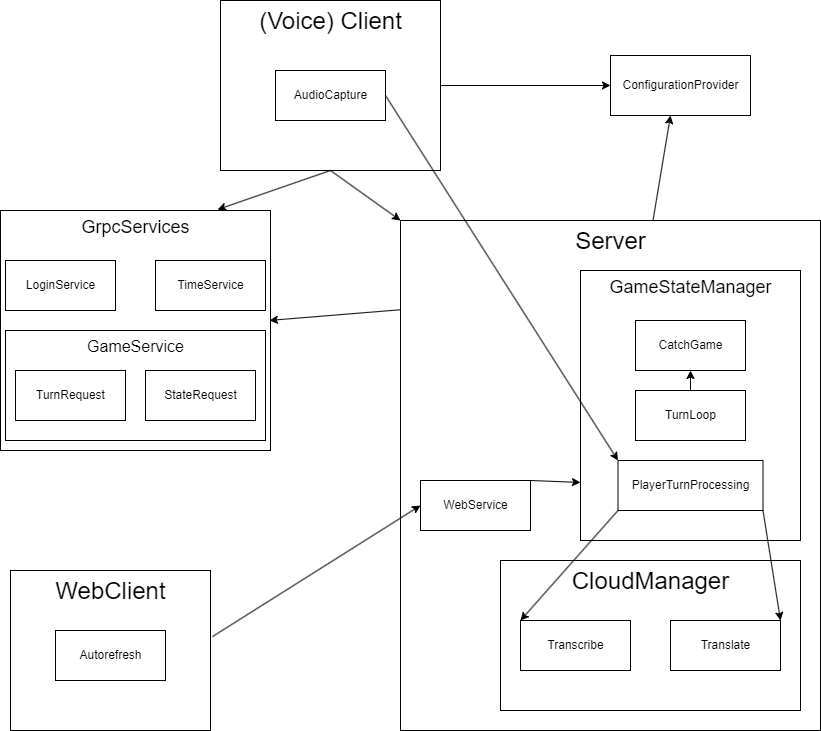 (Voice) Client
AudioCapture
ConfigurationProvider
GrpcServices
LoginService
TimeService
GameService
TurnRequest
StateRequest
Server
GameStateManager
CatchGame
TurnLoop
PlayerTurnProcessing
WebService
CloudManager
Transcribe
Translate
WebClient
Autorefresh